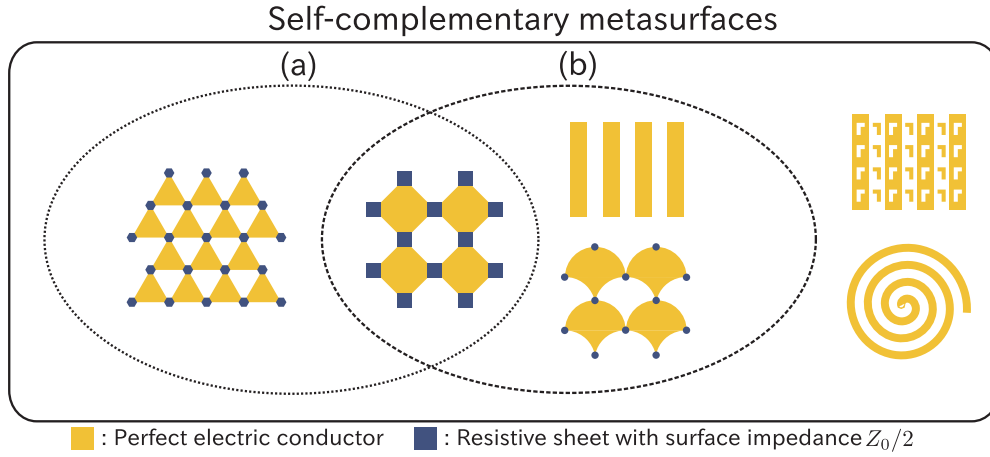 Self-complementary metasurfaces
(a) (b)
: Perfect electric conductor : Resistive sheet with surface impedance Z₀/2